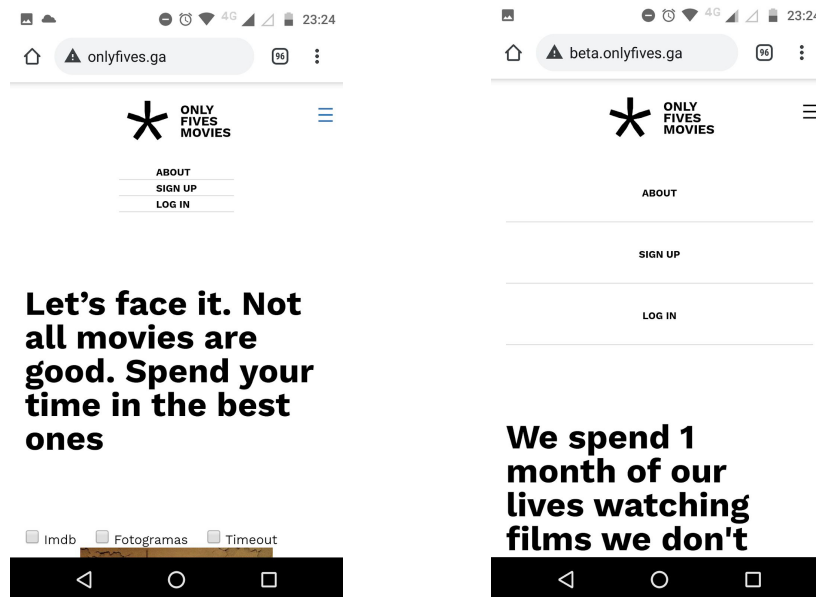 4G 23:24
onlyfives.ga 96
ONLY
FIVES
MOVIES
ABOUT
SIGN UP
LOG IN
Let’s face it. Not
all movies are
good. Spend your
time in the best
ones
Imdb Fotogramas Timeout
4G 23:24
beta.onlyfives.ga 96
ONLY
FIVES
MOVIES
ABOUT
SIGN UP
LOG IN
We spend 1
month of our
lives watching
films we don't